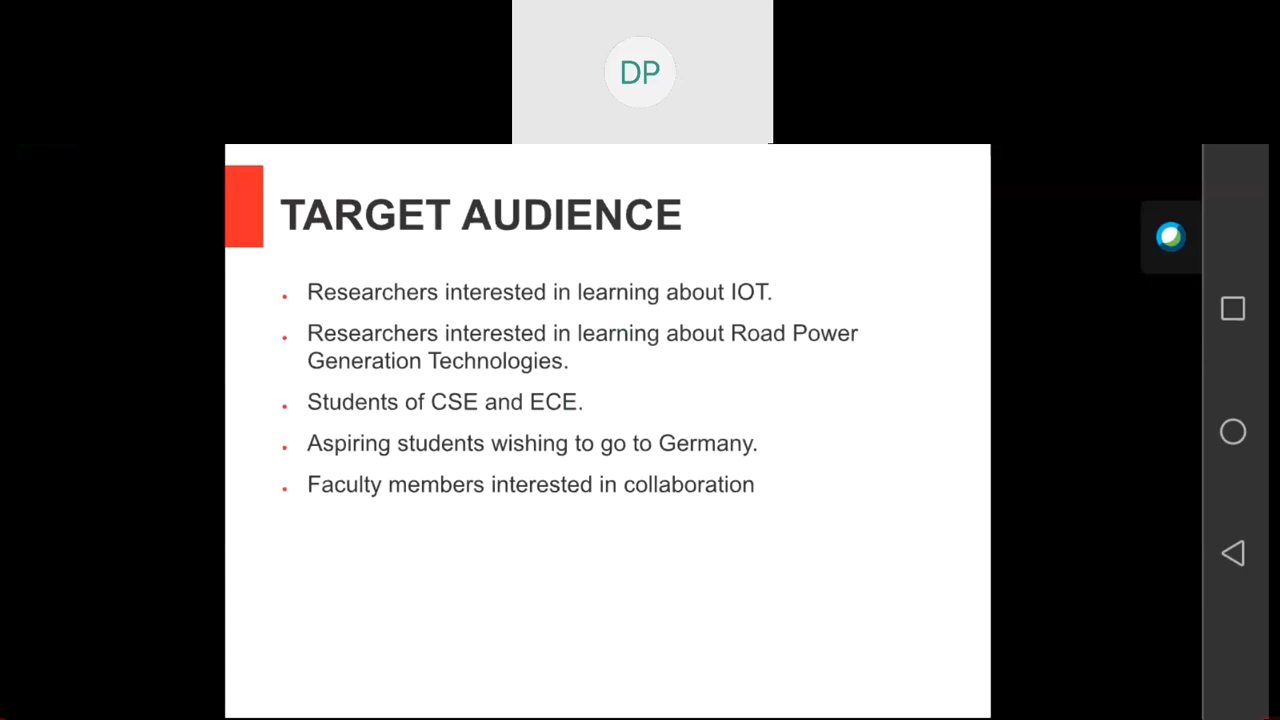 DP
TARGET AUDIENCE
Researchers interested in learning about IOT.
Researchers interested in learning about Road Power
Generation Technologies.
Students of CSE and ECE.
Aspiring students wishing to go to Germany.
Faculty members interested in collaboration